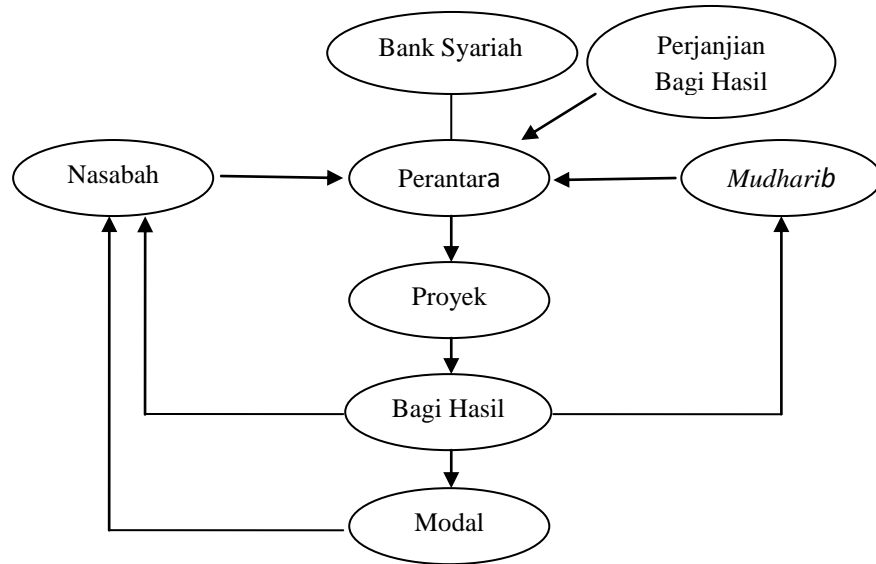 Bank Syariah
Perjanjian
Bagi Hasil
Nasabah
Perantara
Mudharib
Proyek
Bagi Hasil
Modal